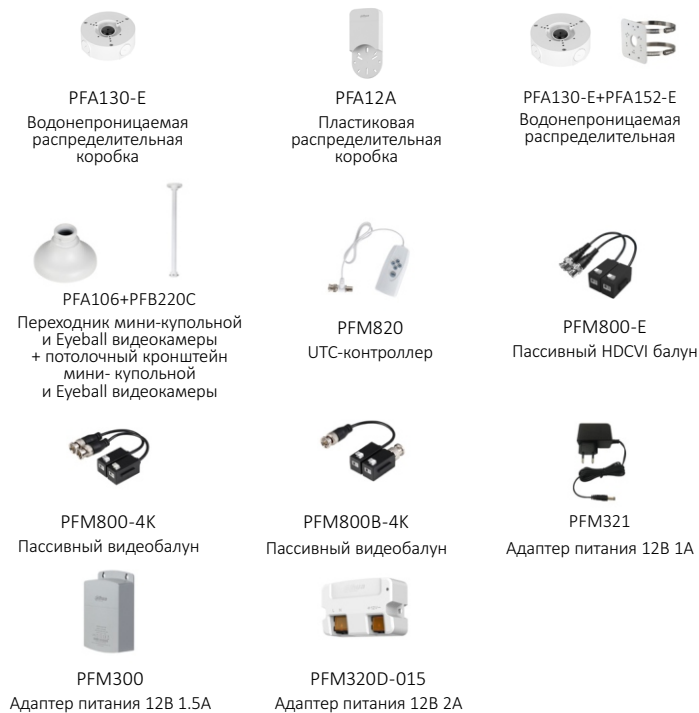 PFA130-E
Водонепроницаемая
распределительная
коробка
PFA12A
Пластиковая
распределительная
коробка
PFA130-E+PFA152-E
Водонепроницаемая
распределительная
PFA106+PFB220C
Переходник мини-купольной
и Eyeball видеокамеры
+ потолочный кронштейн
мини- купольной
и Eyeball видеокамеры
PFM820
UTC-контроллер
PFM800-E
Пассивный HDCVI балун
PFM800-4K
Пассивный видеобалун
PFM800B-4K
Пассивный видеобалун
PFM321
Адаптер питания 12В 1А
PFM300
Адаптер питания 12В 1.5А
PFM320D-015
Адаптер питания 12В 2А